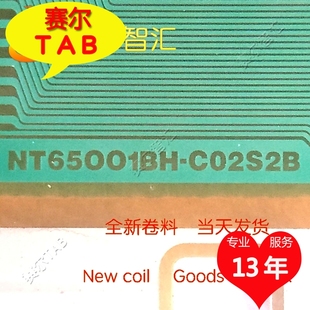 赛尔
TAB
智汇
NT65001BH-C02S2B
全新卷料 当天发货
专业 服务
13年
New coil Goods